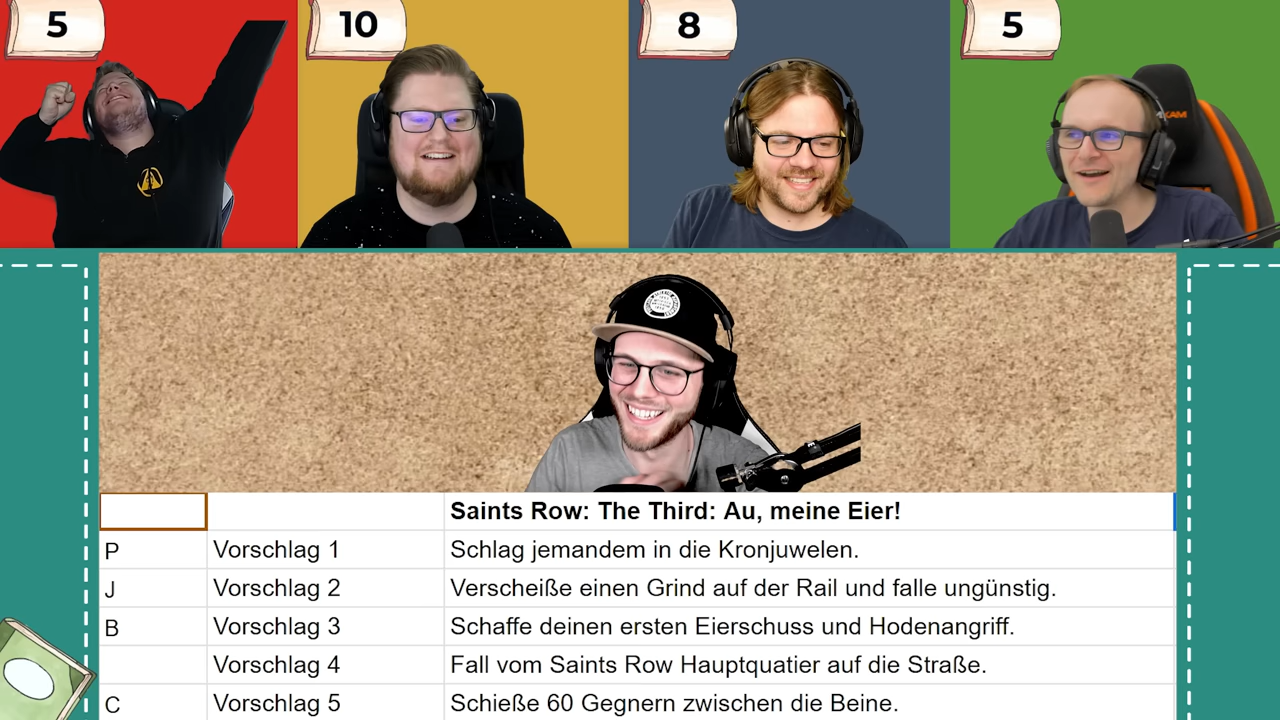 5
10
8
5
Saints Row: The Third: Au, meine Eier!
P Vorschlag 1 Schlag jemandem in die Kronjuwelen.
J Vorschlag 2 Verscheiße einen Grind auf der Rail und falle ungünstig.
B Vorschlag 3 Schaffe deinen ersten Eierschuss und Hodenangriff.
Vorschlag 4 Fall vom Saints Row Hauptquatier auf die Straße.
C Vorschlag 5 Schieße 60 Gegnern zwischen die Beine.